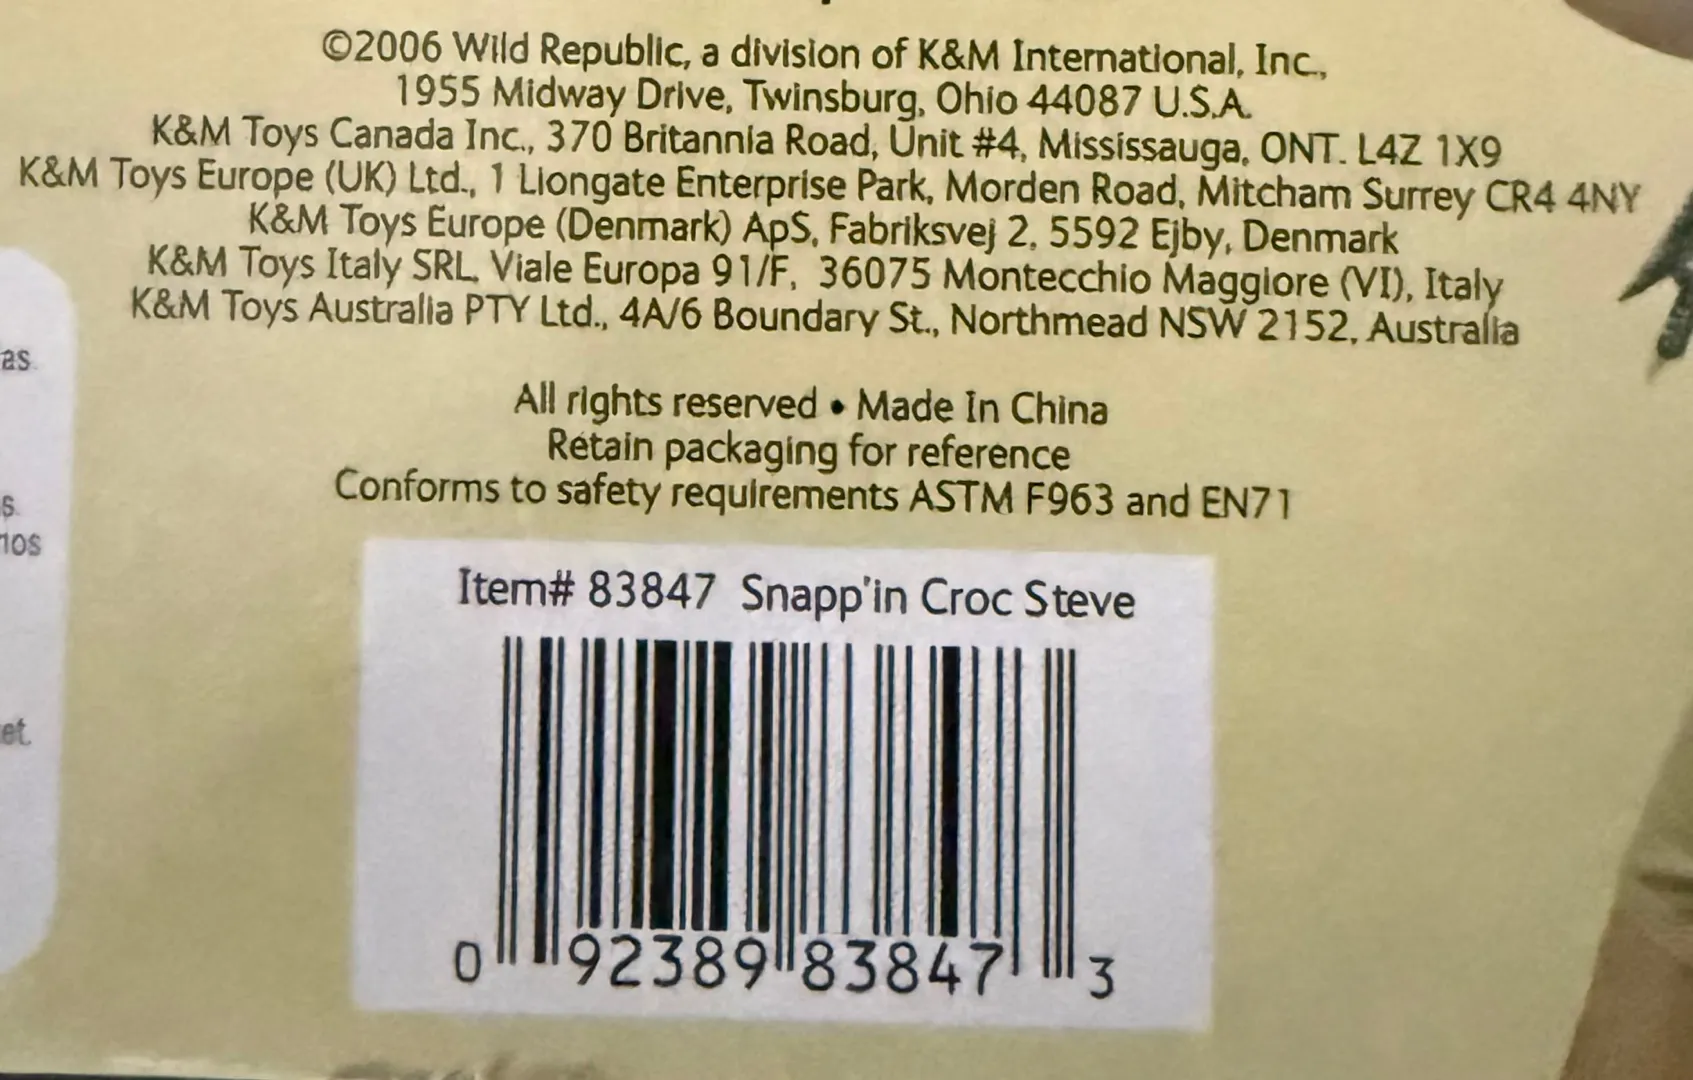 ©2006 Wild Republic, a division of K&M International, Inc.,
1955 Midway Drive, Twinsburg, Ohio 44087 U.S.A.
K&M Toys Canada Inc., 370 Britannia Road, Unit #4, Mississauga, ONT. L4Z 1X9
K&M Toys Europe (UK) Ltd., 1 Liongate Enterprise Park, Morden Road, Mitcham Surrey CR4 4NY
K&M Toys Europe (Denmark) ApS, Fabriksvej 2, 5592 Ejby, Denmark
K&M Toys Italy SRL Viale Europa 91/F, 36075 Montecchio Maggiore (VI), Italy
K&M Toys Australia PTY Ltd., 4A/6 Boundary St., Northmead NSW 2152, Australia
as.
All rights reserved • Made In China
Retain packaging for reference
Conforms to safety requirements ASTM F963 and EN71
s.
ios
et.
Item# 83847 Snapp'in Croc Steve
0 92389 83847 3